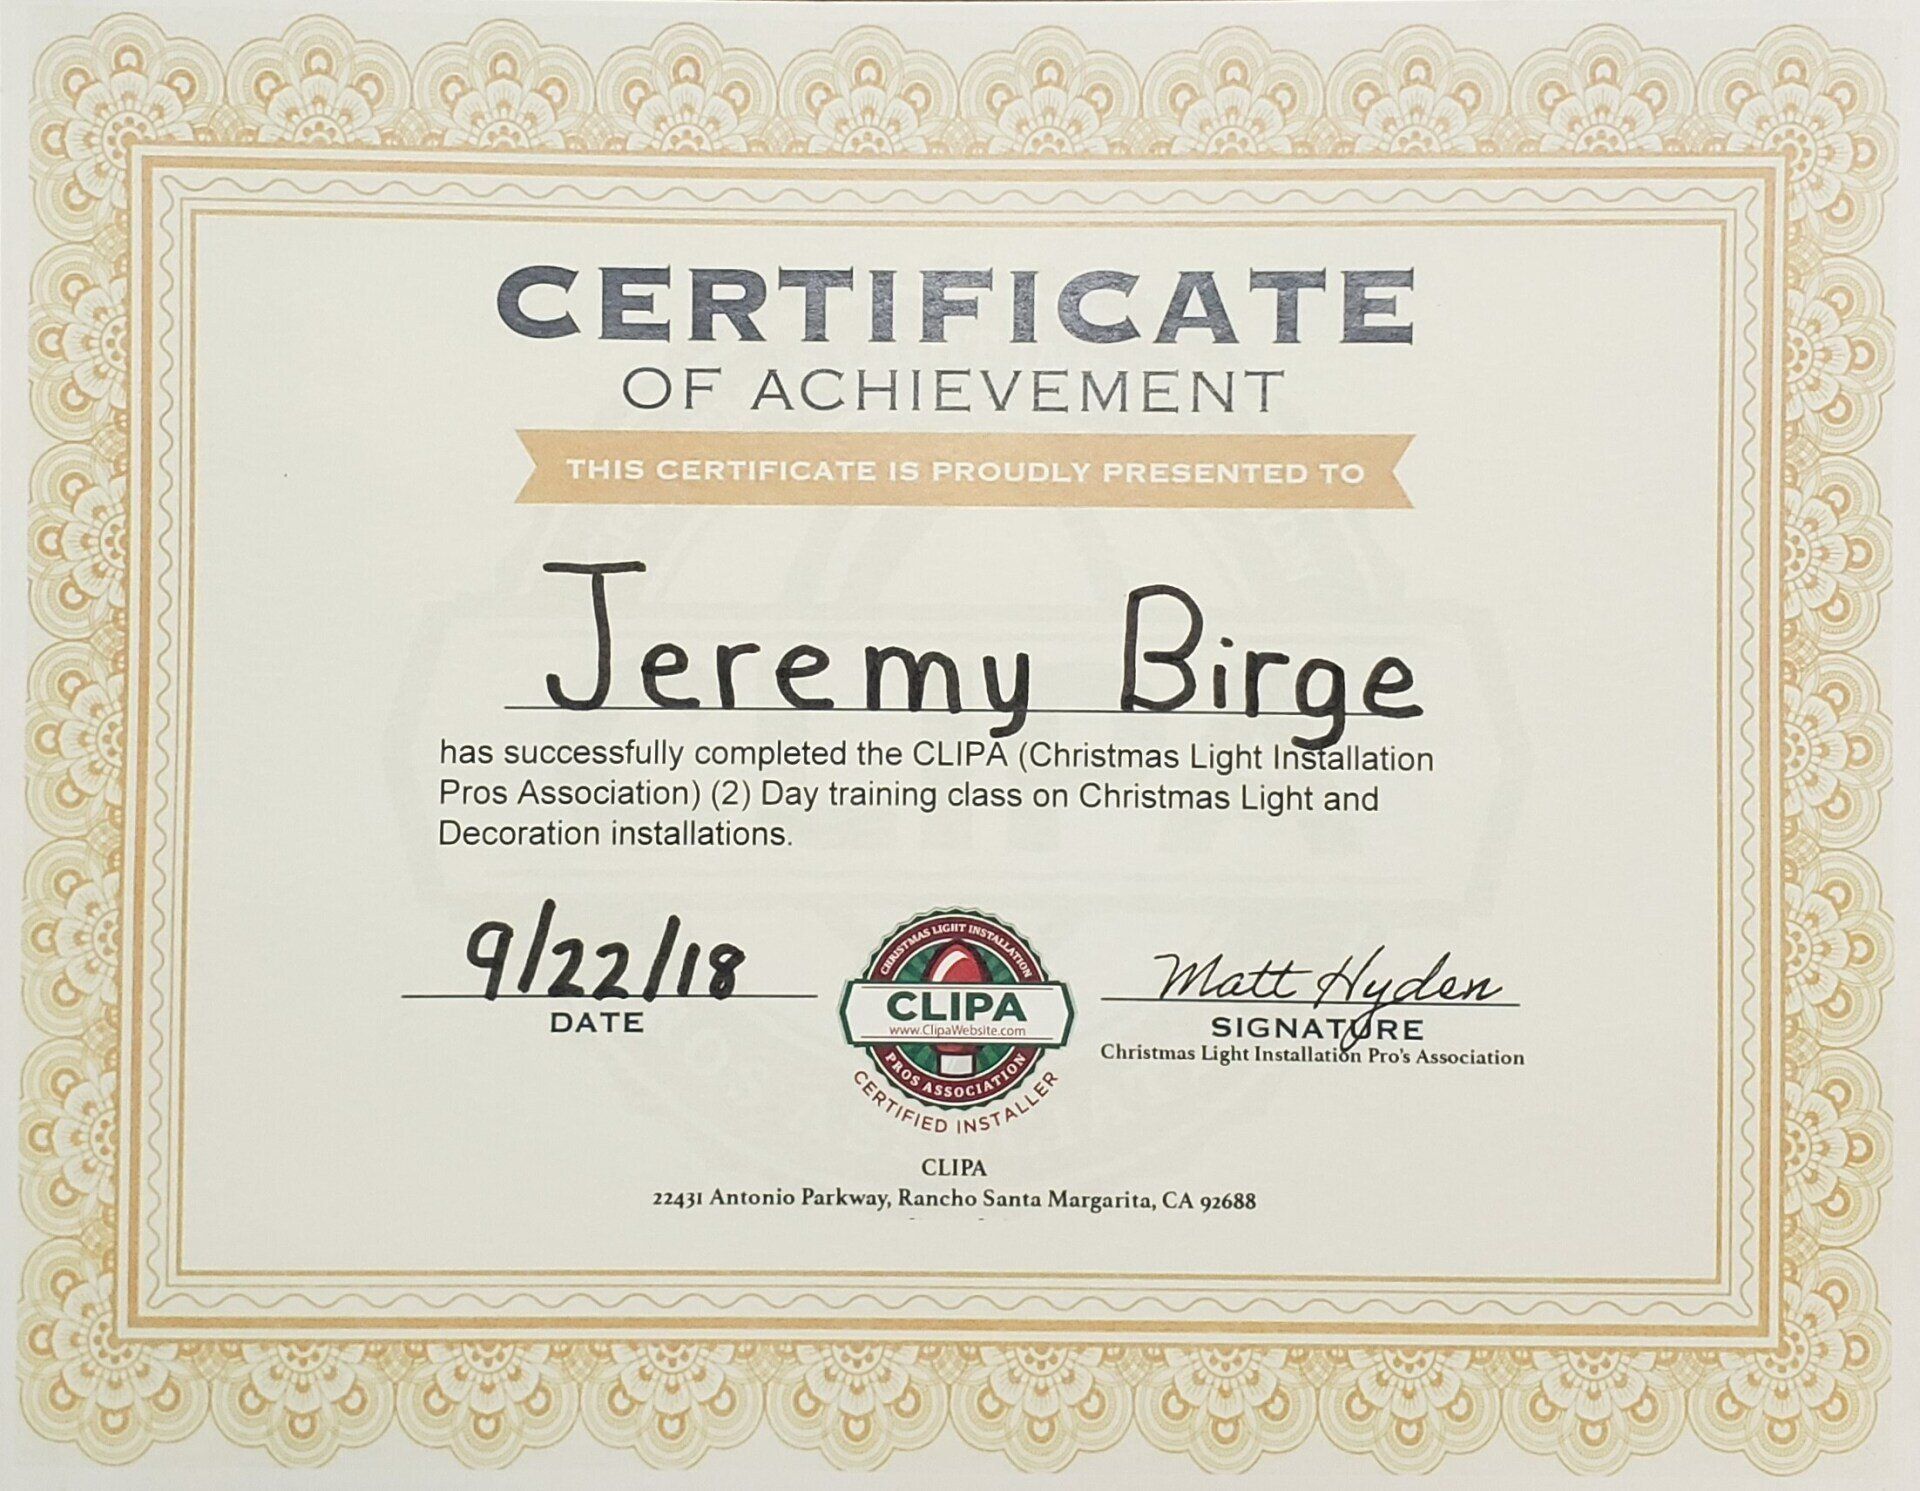 CERTIFICATE
OF ACHIEVEMENT
THIS CERTIFICATE IS PROUDLY PRESENTED TO
Jeremy Birge
has successfully completed the CLIPA (Christmas Light Installation
Pros Association) (2) Day training class on Christmas Light and
Decoration installations.
9/22/18
DATE
CHRISTMAS LIGHT INSTALLATION
CLIPA
www.ClipaWebsite.com
PROS ASSOCIATION
CERTIFIED INSTALLER
Matt Hyden
SIGNATURE
Christmas Light Installation Pro's Association
CLIPA
22431 Antonio Parkway, Rancho Santa Margarita, CA 92688